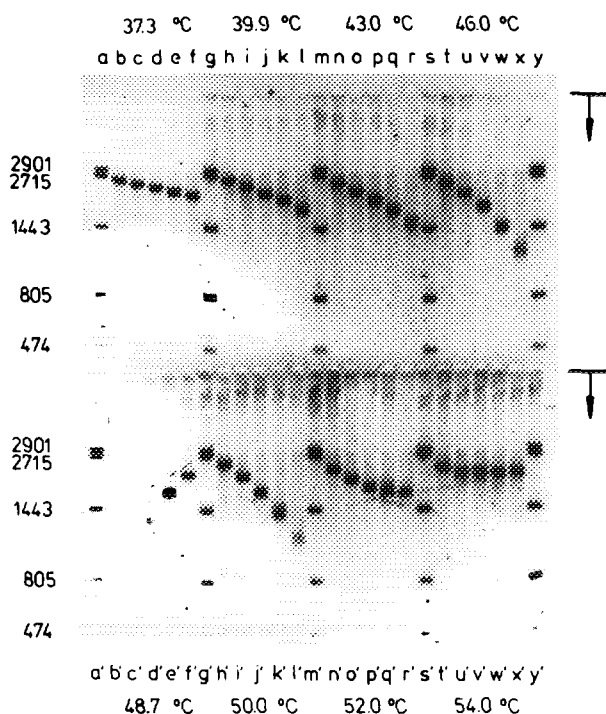 37.3 °C 39.9 °C 43.0 °C 46.0 °C
a b c d e f g h i j k l m n o p q r s t u v w x y
2901
2715
1443
805
474
2901
2715
1443
805
474
a' b' c' d' e' f' g' h' i' j' k' l' m' n' o' p' q' r' s' t' u' v' w' x' y'
48.7 °C 50.0 °C 52.0 °C 54.0 °C